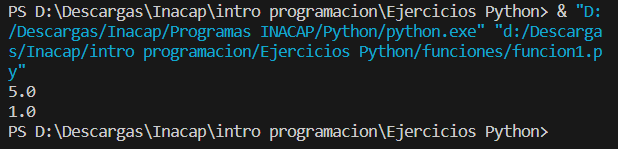 PS D:\Descargas\Inacap\intro programacion\Ejercicios Python> & "D:
/Descargas/Inacap/Programas INACAP/Python/python.exe" "d:/Descarga
s/Inacap/intro programacion/Ejercicios Python/funciones/funcion1.p
y"
5.0
1.0
PS D:\Descargas\Inacap\intro programacion\Ejercicios Python>